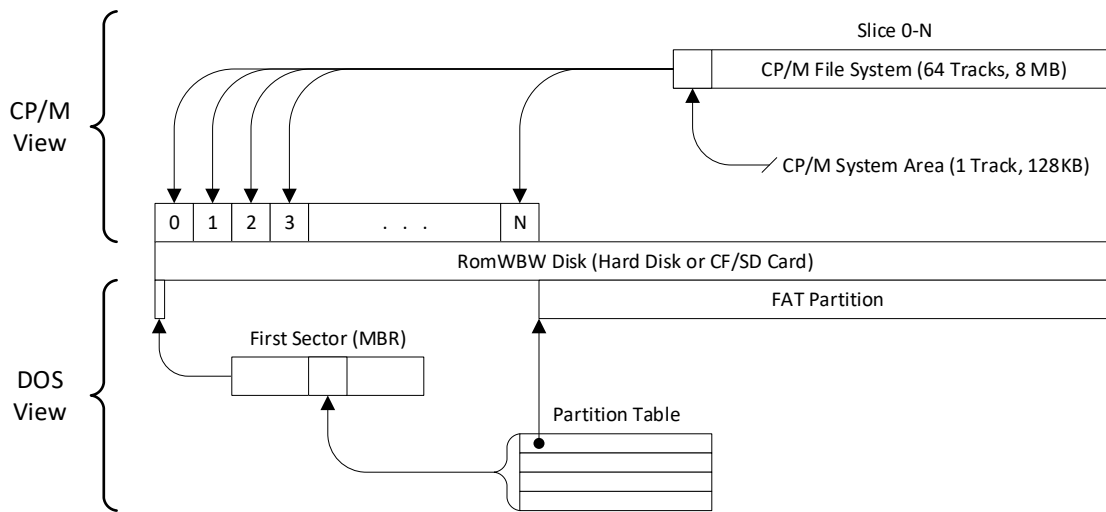 Slice 0-N
CP/M File System (64 Tracks, 8 MB)
CP/M
View
CP/M System Area (1 Track, 128KB)
0 1 2 3 . . . N
RomWBW Disk (Hard Disk or CF/SD Card)
FAT Partition
First Sector (MBR)
DOS
View
Partition Table